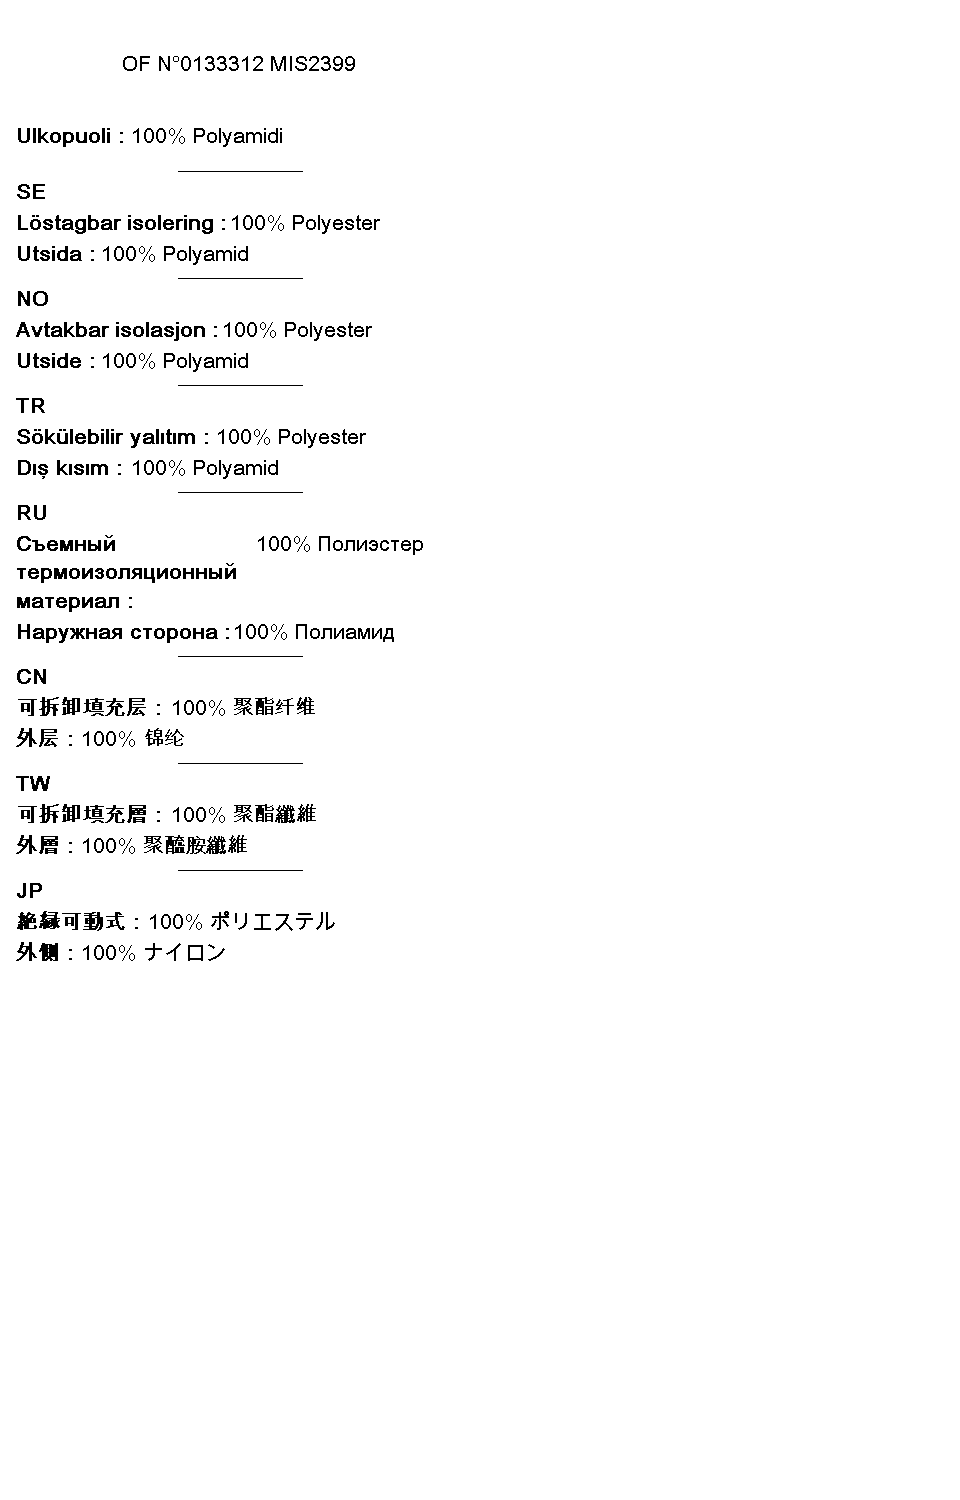 OF N°0133312 MIS2399
Ulkopuoli : 100% Polyamidi
SE
Löstagbar isolering : 100% Polyester
Utsida : 100% Polyamid
NO
Avtakbar isolasjon : 100% Polyester
Utside : 100% Polyamid
TR
Sökülebilir yalıtım : 100% Polyester
Dış kısım : 100% Polyamid
RU
Съемный 100% Полиэстер
термоизоляционный
материал :
Наружная сторона : 100% Полиамид
CN
可拆卸填充层 : 100% 聚酯纤维
外层 : 100% 锦纶
TW
可拆卸填充層 : 100% 聚酯纖維
外層 : 100% 聚醯胺纖維
JP
絶縁可動式 : 100% ポリエステル
外側 : 100% ナイロン